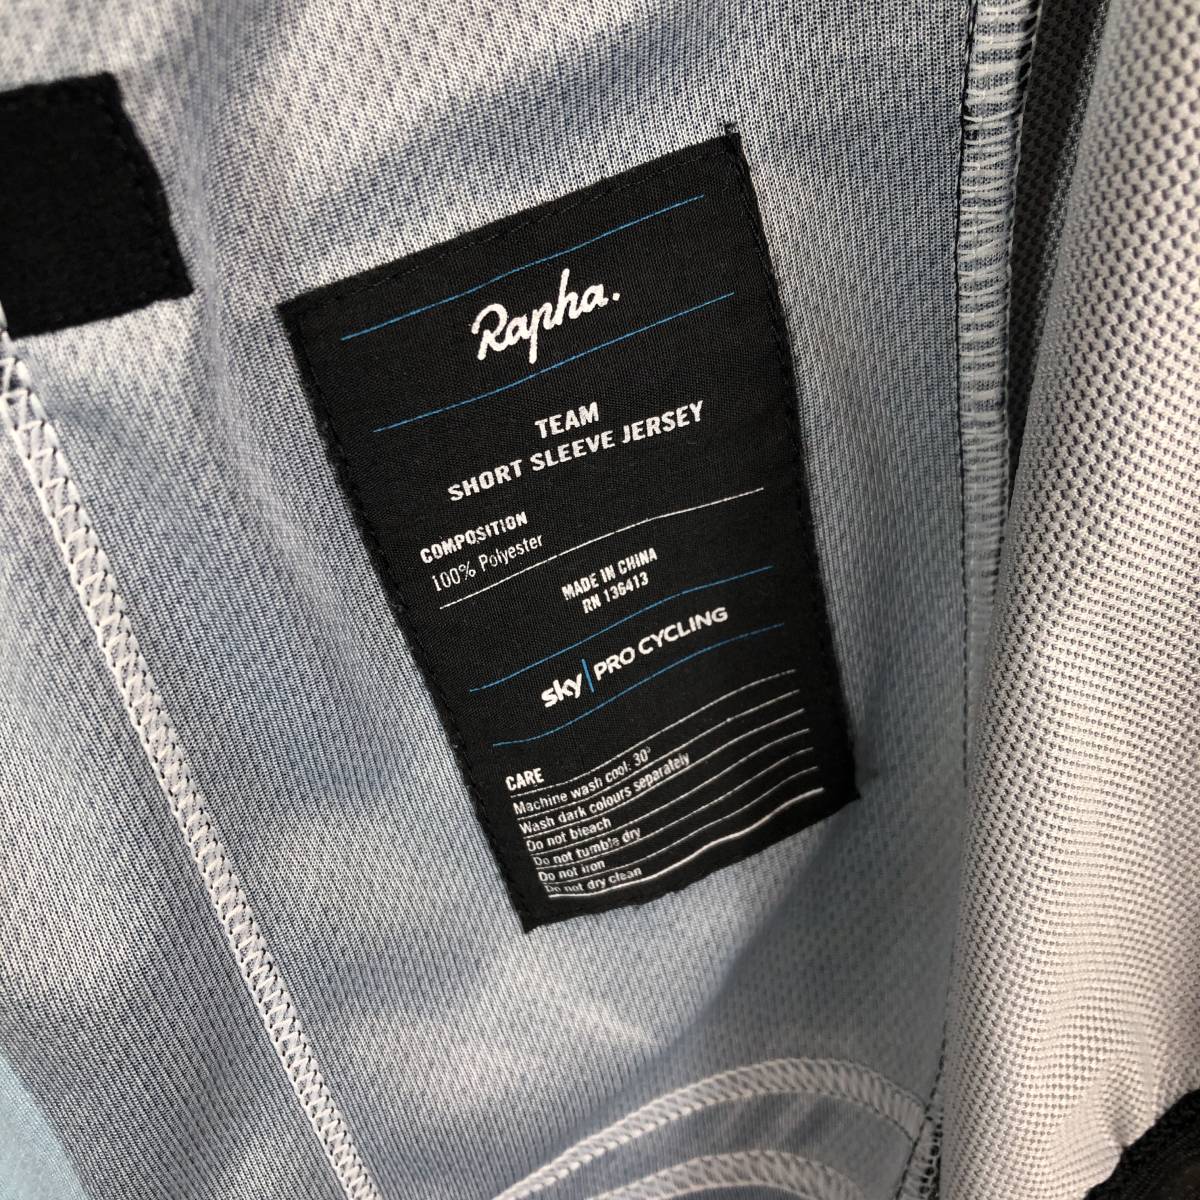 Rapha.
TEAM
SHORT SLEEVE JERSEY
COMPOSITION
100% Polyester
MADE IN CHINA
RN 136413
sky PRO CYCLING
CARE
Machine wash cool. 30°
Wash dark colours separately
Do not bleach
Do not tumble dry
Do not iron
Do not dry clean